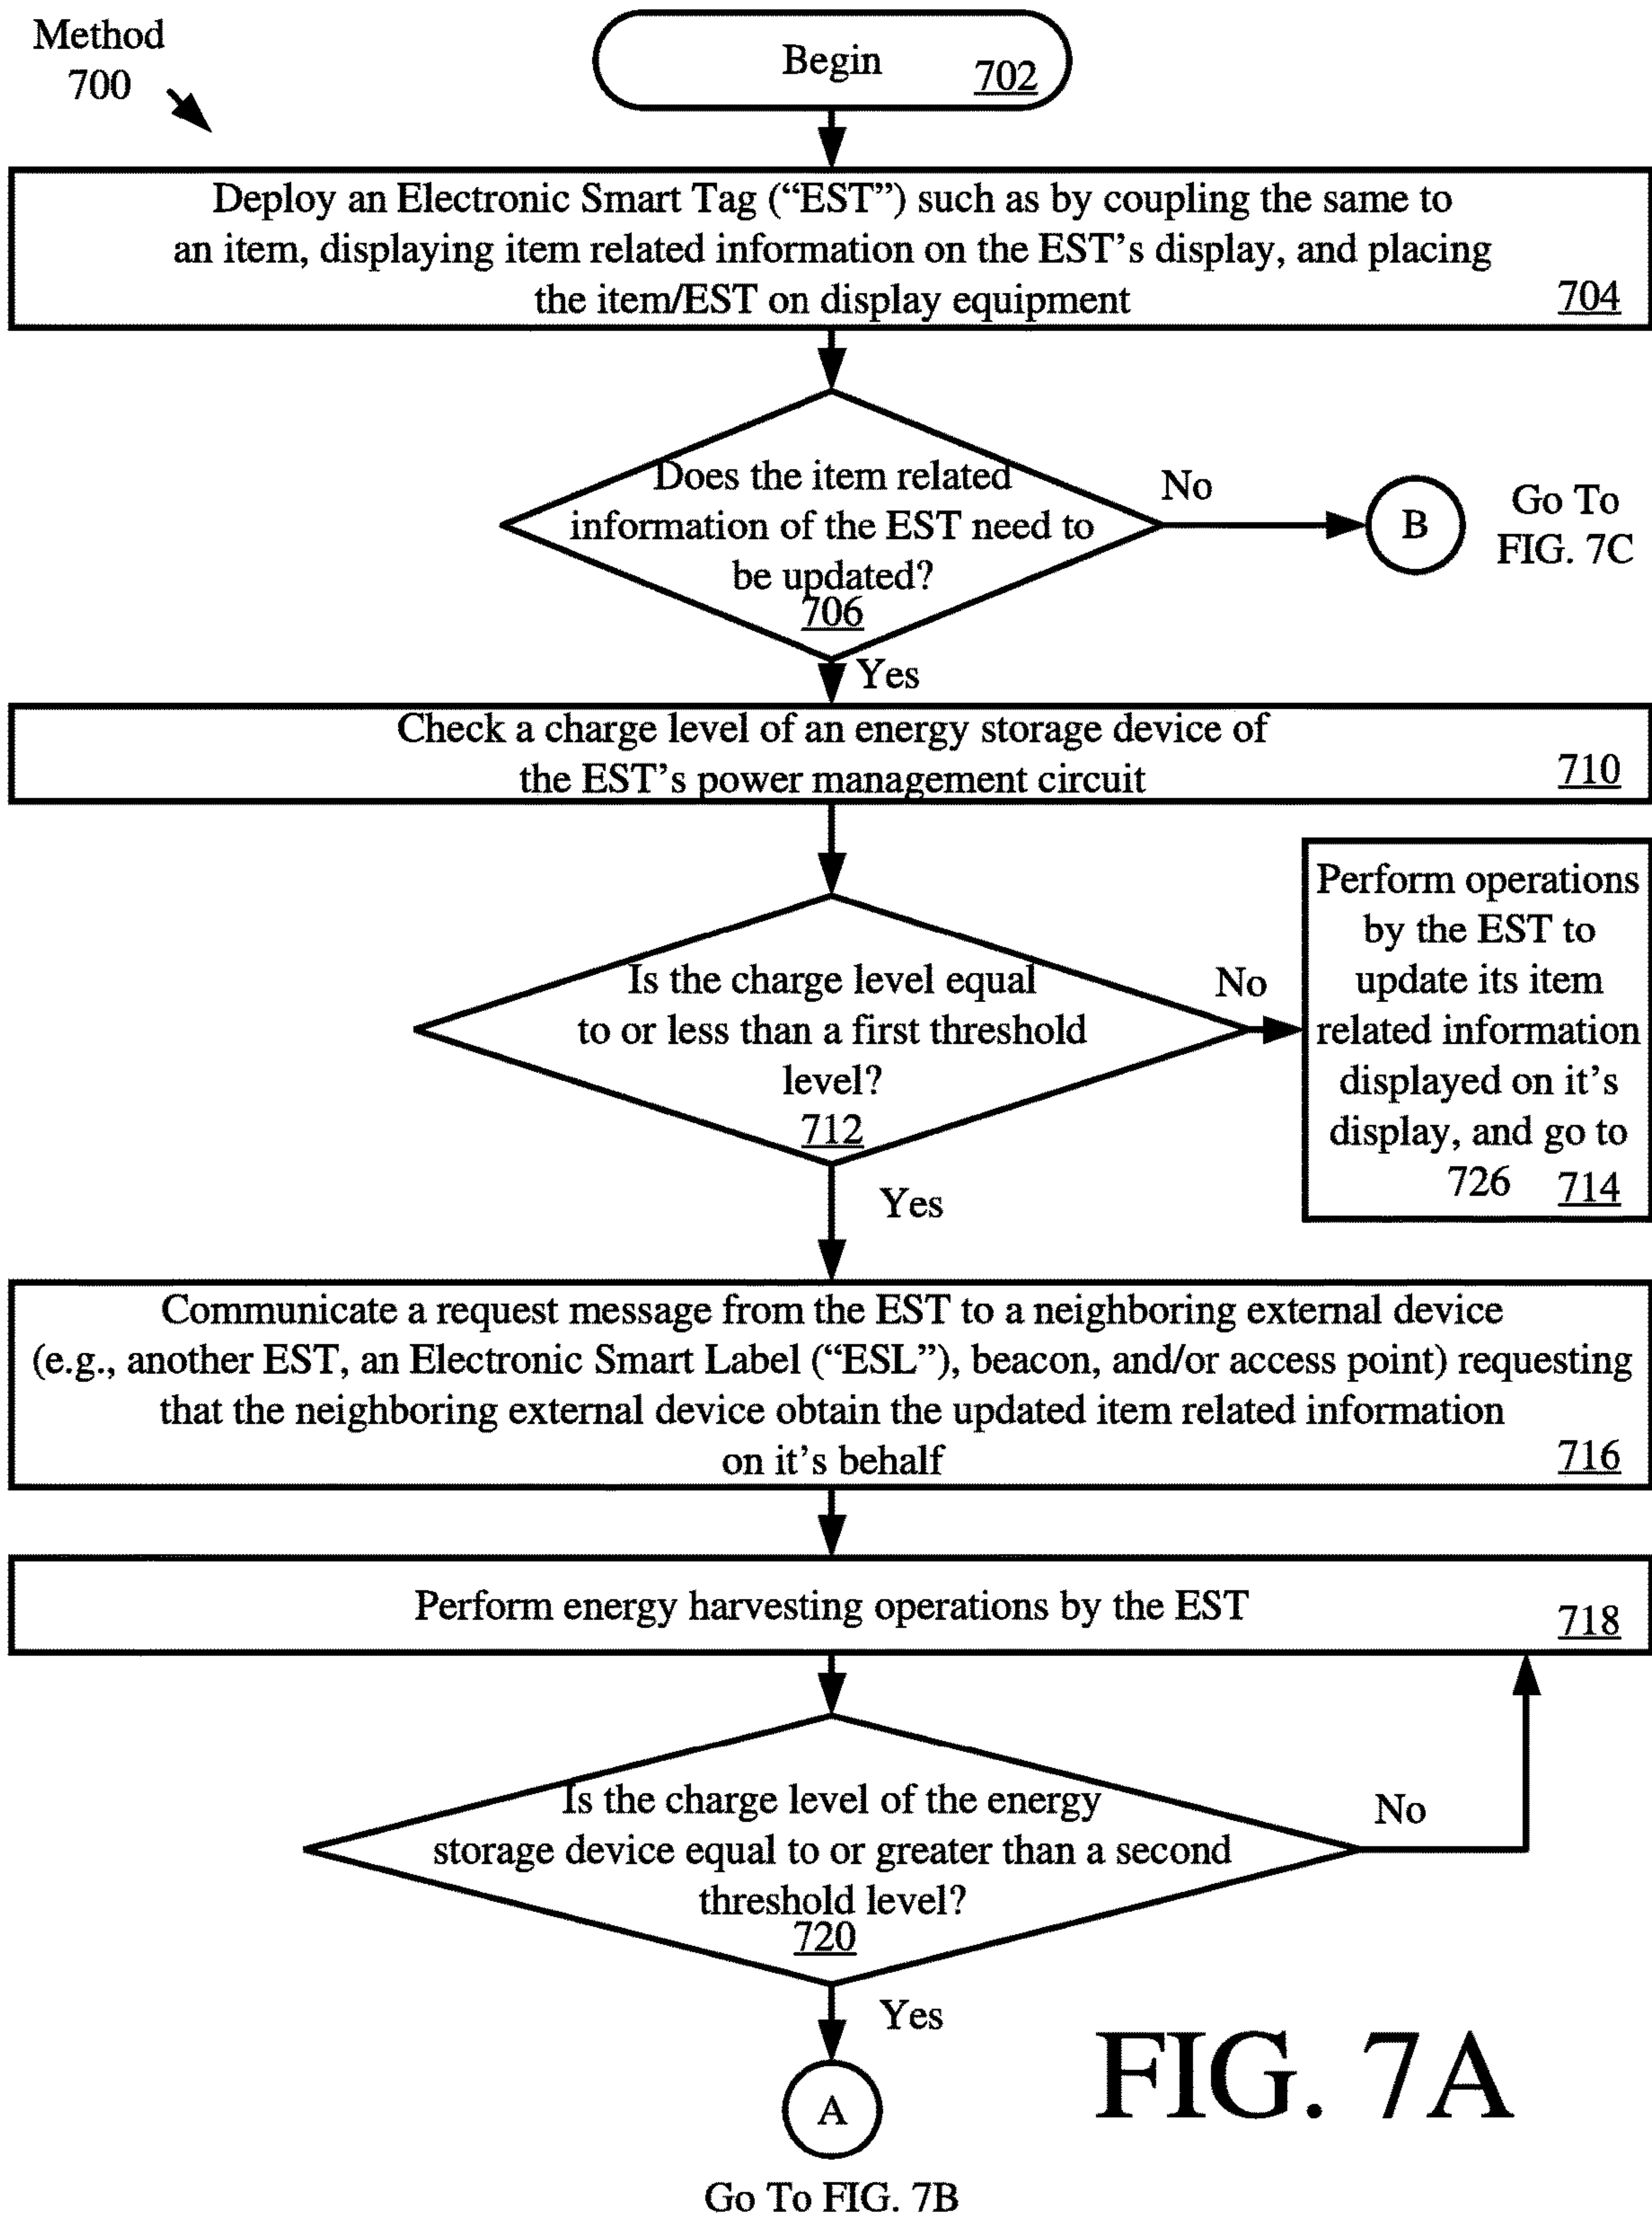 Method
700
Begin 702
Deploy an Electronic Smart Tag (“EST”) such as by coupling the same to
an item, displaying item related information on the EST’s display, and placing
the item/EST on display equipment 704
Does the item related
information of the EST need to
be updated?
706
No
B
Go To
FIG. 7C
Yes
Check a charge level of an energy storage device of
the EST’s power management circuit 710
Is the charge level equal
to or less than a first threshold
level?
712
No
Perform operations
by the EST to
update its item
related information
displayed on it’s
display, and go to
726 714
Yes
Communicate a request message from the EST to a neighboring external device
(e.g., another EST, an Electronic Smart Label (“ESL”), beacon, and/or access point) requesting
that the neighboring external device obtain the updated item related information
on it’s behalf 716
Perform energy harvesting operations by the EST 718
Is the charge level of the energy
storage device equal to or greater than a second
threshold level?
720
No
Yes
A
Go To FIG. 7B
FIG. 7A